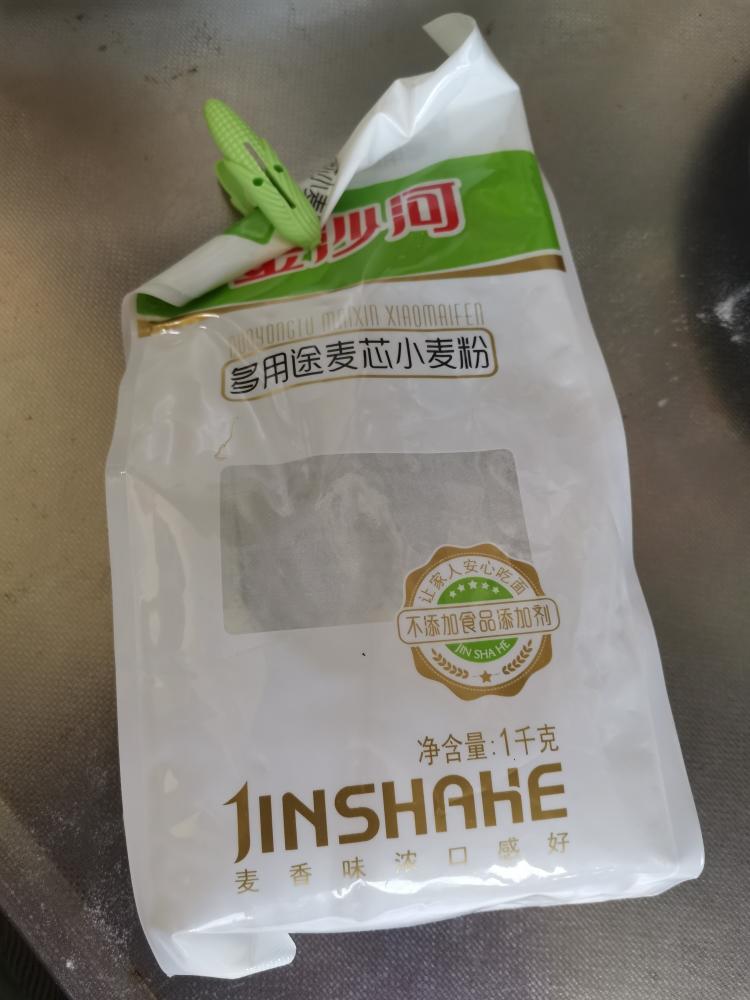 金沙河
MAIXIN XIAOMAIFEN
多用途麦芯小麦粉
让家人安心吃面
不添加食品添加剂
JIN SHA HE
净含量:1千克
JINSHAHE
麦香味浓口感好